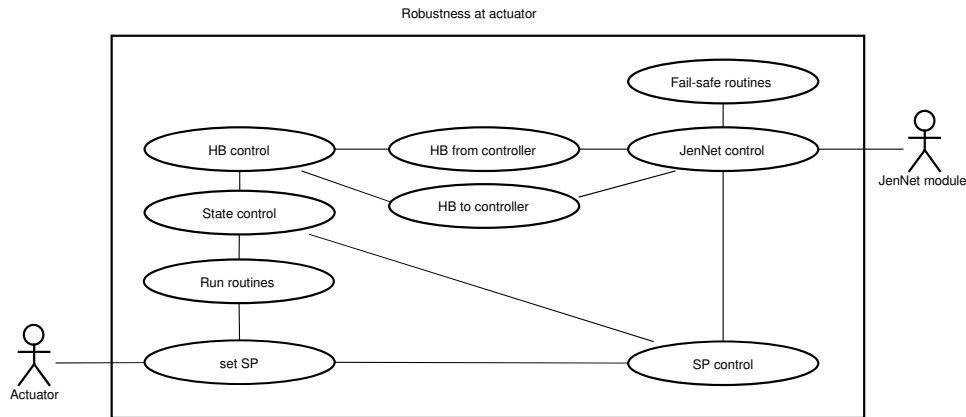 Robustness at actuator
Fail-safe routines
HB control
HB from controller
JenNet control
JenNet module
HB to controller
State control
Run routines
set SP
SP control
Actuator